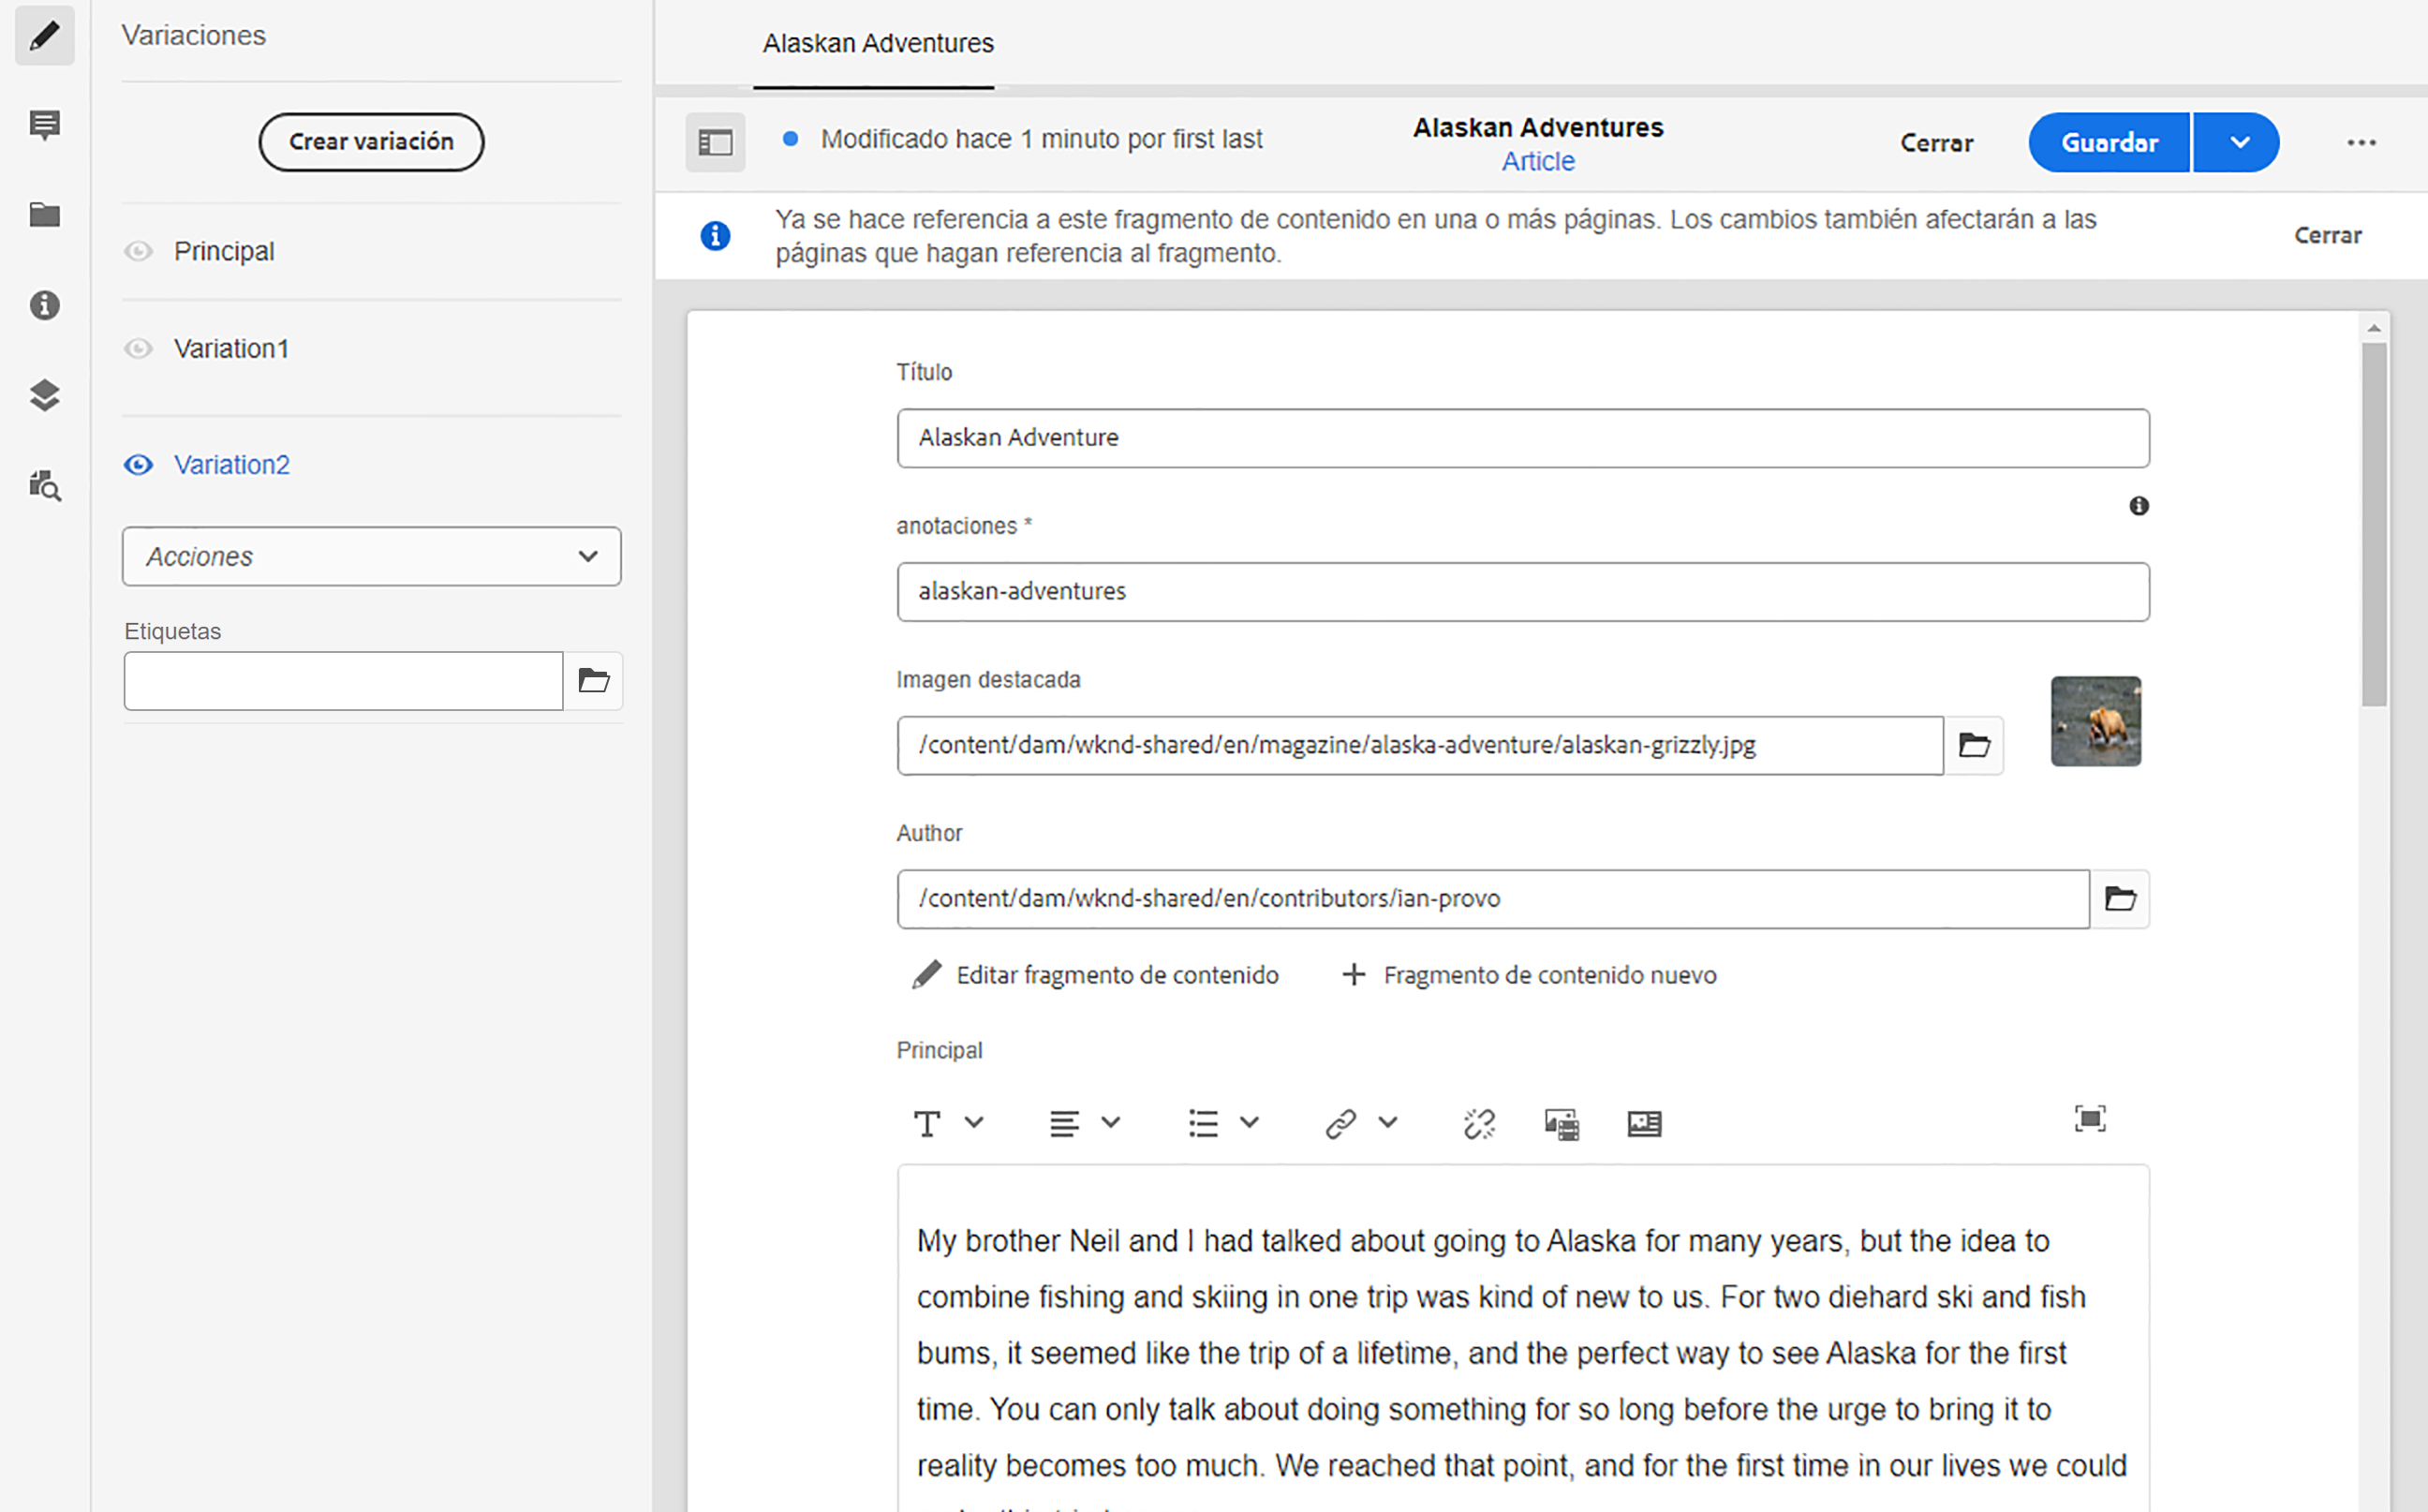 Variaciones
Crear variación
Principal
Variation1
Variation2
Acciones
Etiquetas
Alaskan Adventures
Modificado hace 1 minuto por first last
Alaskan Adventures
Article
Cerrar
Guardar
Ya se hace referencia a este fragmento de contenido en una o más páginas. Los cambios también afectarán a las
páginas que hagan referencia al fragmento.
Cerrar
Título
Alaskan Adventure
anotaciones *
alaskan-adventures
Imagen destacada
/content/dam/wknd-shared/en/magazine/alaska-adventure/alaskan-grizzly.jpg
Author
/content/dam/wknd-shared/en/contributors/ian-provo
Editar fragmento de contenido
Fragmento de contenido nuevo
Principal
My brother Neil and I had talked about going to Alaska for many years, but the idea to
combine fishing and skiing in one trip was kind of new to us. For two diehard ski and fish
bums, it seemed like the trip of a lifetime, and the perfect way to see Alaska for the first
time. You can only talk about doing something for so long before the urge to bring it to
reality becomes too much. We reached that point, and for the first time in our lives we could